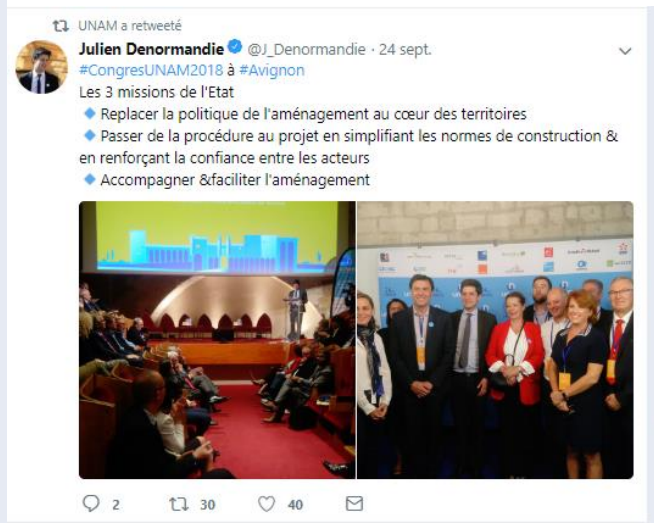 UNAM a retweeté
Julien Denormandie @J_Denormandie · 24 sept.
#CongresUNAM2018 à #Avignon
Les 3 missions de l'Etat
Replacer la politique de l'aménagement au cœur des territoires
Passer de la procédure au projet en simplifiant les normes de construction &
en renforçant la confiance entre les acteurs
Accompagner &faciliter l'aménagement
2 30 40